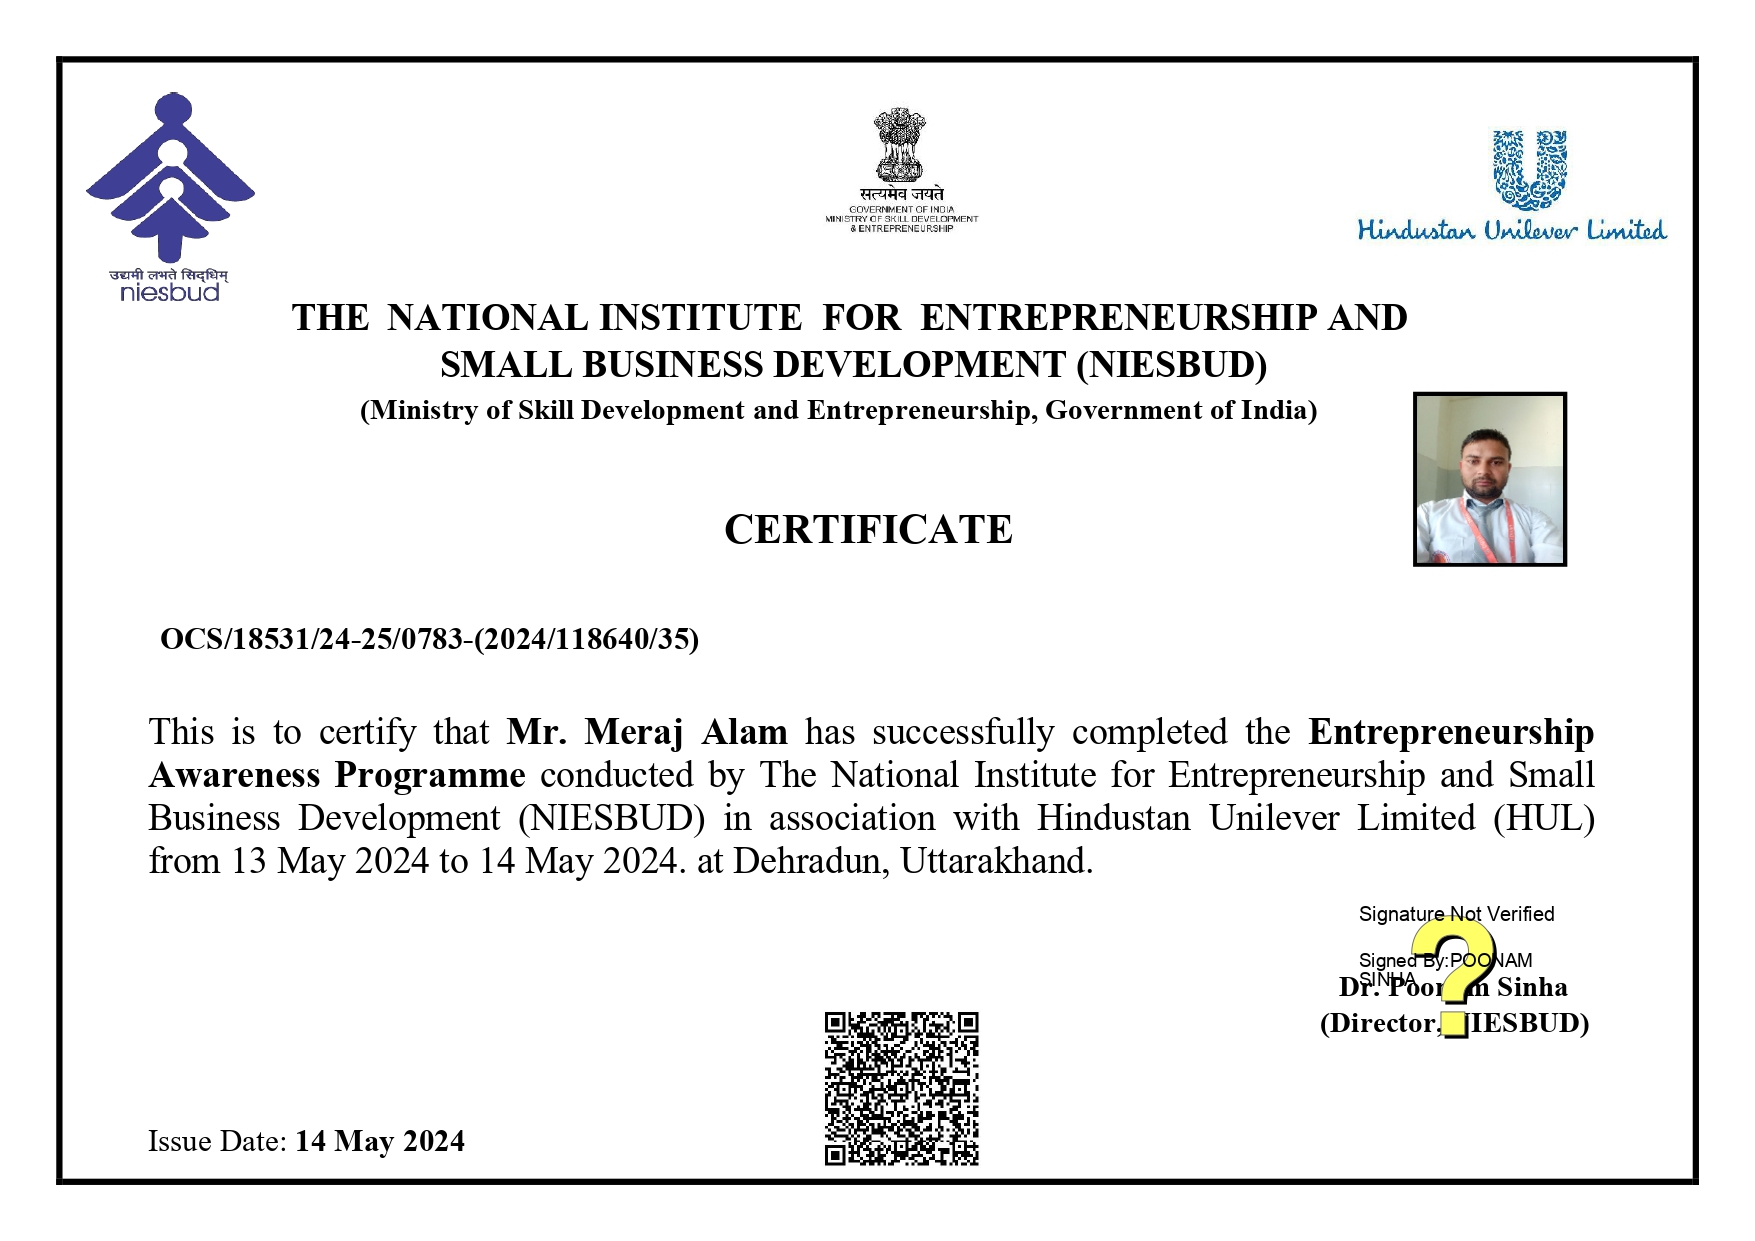 उद्यमी लभते सिद्धिम्
niesbud
सत्यमेव जयते
GOVERNMENT OF INDIA
MINISTRY OF SKILL DEVELOPMENT
& ENTREPRENEURSHIP
Hindustan Unilever Limited
THE NATIONAL INSTITUTE FOR ENTREPRENEURSHIP AND
SMALL BUSINESS DEVELOPMENT (NIESBUD)
(Ministry of Skill Development and Entrepreneurship, Government of India)
CERTIFICATE
OCS/18531/24-25/0783-(2024/118640/35)
This is to certify that Mr. Meraj Alam has successfully completed the Entrepreneurship
Awareness Programme conducted by The National Institute for Entrepreneurship and Small
Business Development (NIESBUD) in association with Hindustan Unilever Limited (HUL)
from 13 May 2024 to 14 May 2024. at Dehradun, Uttarakhand.
Signature Not Verified
Signed By:POONAM
SINHA
Dr. Poonam Sinha
(Director, NIESBUD)
Issue Date: 14 May 2024